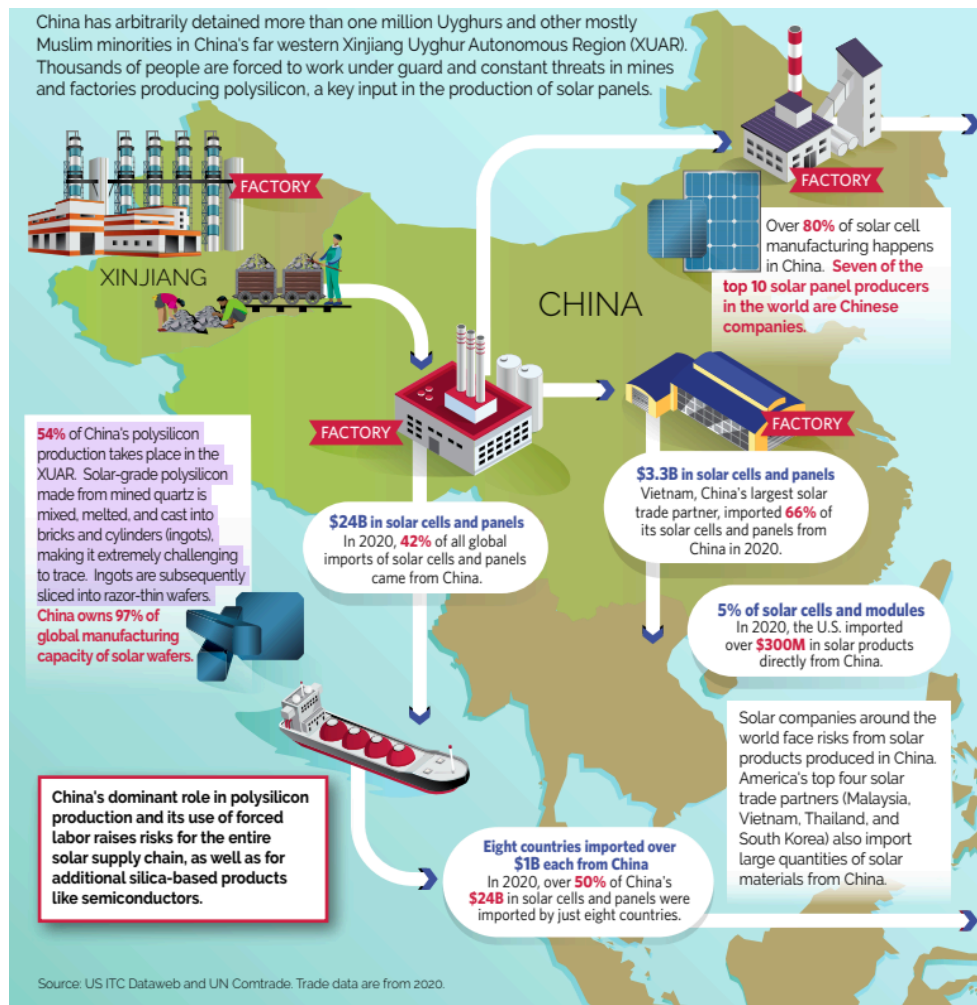 China has arbitrarily detained more than one million Uyghurs and other mostly
Muslim minorities in China's far western Xinjiang Uyghur Autonomous Region (XUAR).
Thousands of people are forced to work under guard and constant threats in mines
and factories producing polysilicon, a key input in the production of solar panels.
FACTORY
XINJIANG
FACTORY
Over 80% of solar cell
manufacturing happens
in China. Seven of the
top 10 solar panel producers
in the world are Chinese
companies.
CHINA
FACTORY
FACTORY
54% of China's polysilicon
production takes place in the
XUAR. Solar-grade polysilicon
made from mined quartz is
mixed, melted, and cast into
bricks and cylinders (ingots),
making it extremely challenging
to trace. Ingots are subsequently
sliced into razor-thin wafers.
China owns 97% of
global manufacturing
capacity of solar wafers.
$24B in solar cells and panels
In 2020, 42% of all global
imports of solar cells and panels
came from China.
$3.3B in solar cells and panels
Vietnam, China's largest solar
trade partner, imported 66% of
its solar cells and panels from
China in 2020.
5% of solar cells and modules
In 2020, the U.S. imported
over $300M in solar products
directly from China.
Solar companies around the
world face risks from solar
products produced in China.
America's top four solar
trade partners (Malaysia,
Vietnam, Thailand, and
South Korea) also import
large quantities of solar
materials from China.
China's dominant role in polysilicon
production and its use of forced
labor raises risks for the entire
solar supply chain, as well as for
additional silica-based products
like semiconductors.
Eight countries imported over
$1B each from China
In 2020, over 50% of China's
$24B in solar cells and panels were
imported by just eight countries.
Source: US ITC Dataweb and UN Comtrade. Trade data are from 2020.